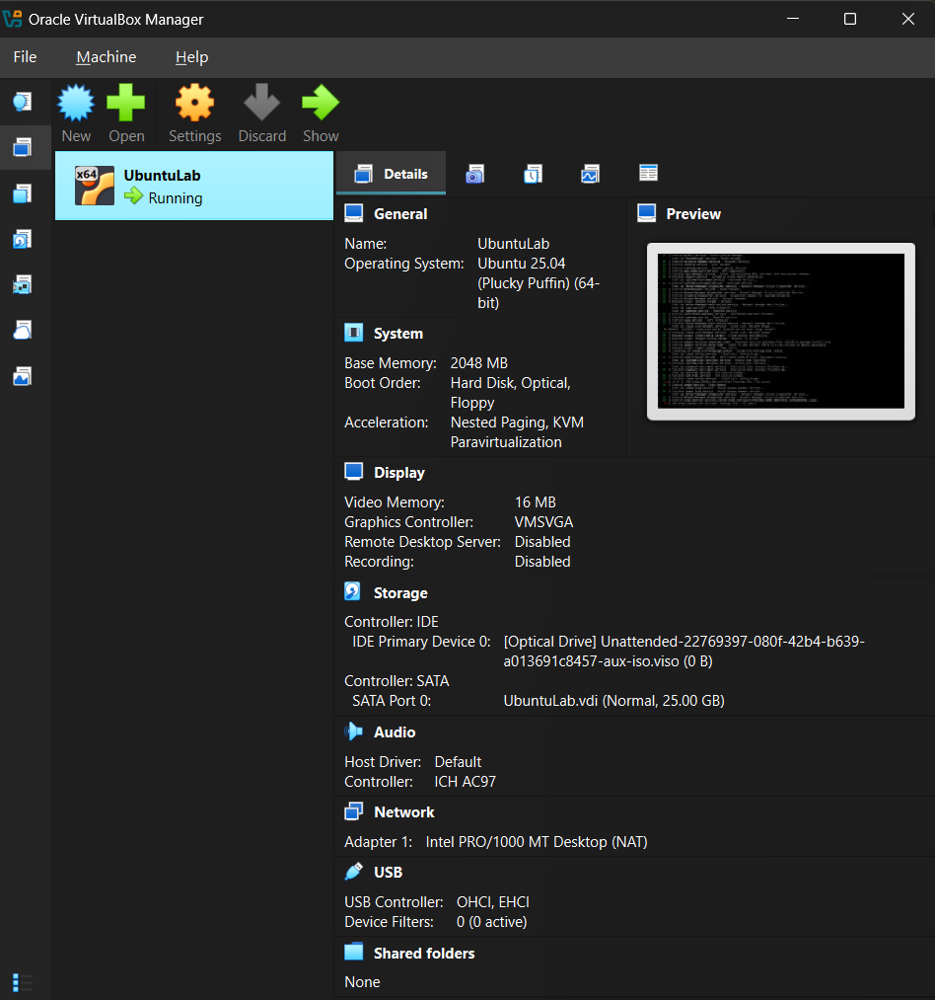 Oracle VirtualBox Manager
File Machine Help
New Open Settings Discard Show
x64
UbuntuLab
Running
Details
General
Name: UbuntuLab
Operating System: Ubuntu 25.04
(Plucky Puffin) (64-
bit)
Preview
System
Base Memory: 2048 MB
Boot Order: Hard Disk, Optical,
Floppy
Acceleration: Nested Paging, KVM
Paravirtualization
Display
Video Memory: 16 MB
Graphics Controller: VMSVGA
Remote Desktop Server: Disabled
Recording: Disabled
Storage
Controller: IDE
IDE Primary Device 0: [Optical Drive] Unattended-22769397-080f-42b4-b639-
a013691c8457-aux-iso.viso (0 B)
Controller: SATA
SATA Port 0: UbuntuLab.vdi (Normal, 25.00 GB)
Audio
Host Driver: Default
Controller: ICH AC97
Network
Adapter 1: Intel PRO/1000 MT Desktop (NAT)
USB
USB Controller: OHCI, EHCI
Device Filters: 0 (0 active)
Shared folders
None